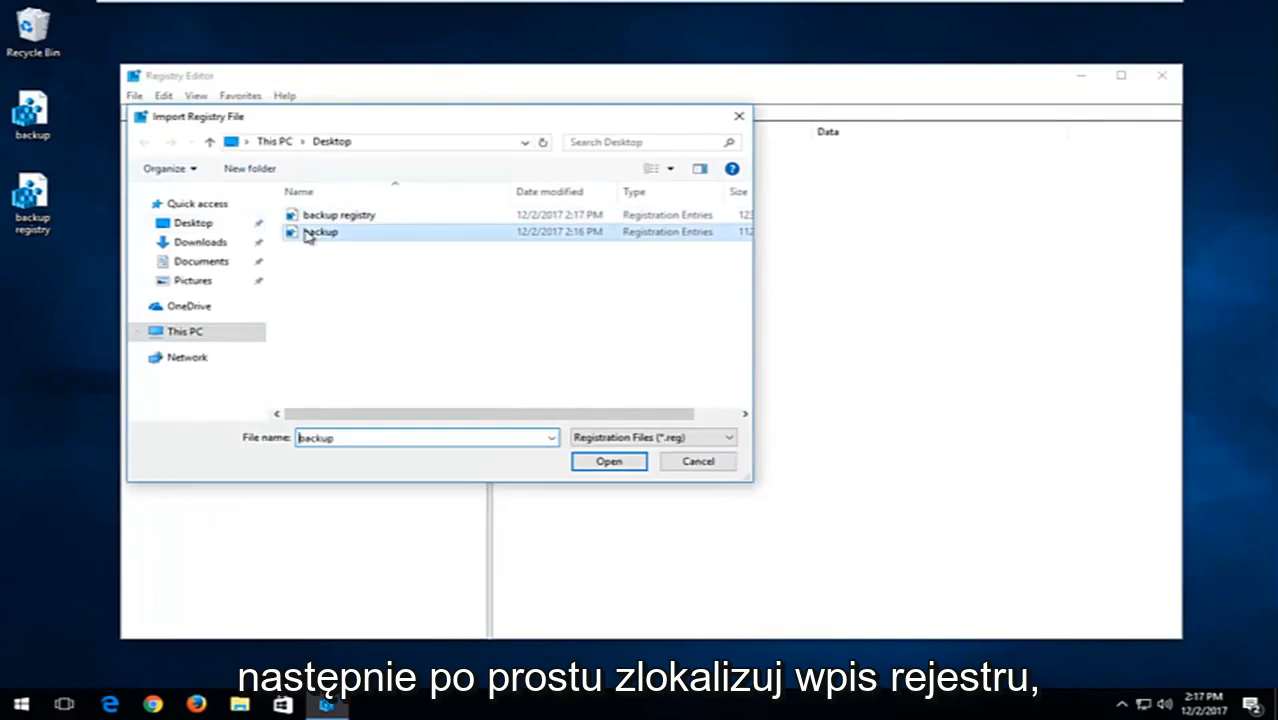 Recycle Bin
backup
backup
registry
Registry Editor
File Edit View Favorites Help
Data
Import Registry File
This PC > Desktop
Search Desktop
Organize New folder
Name Date modified Type Size
backup registry 12/2/2017 2:17 PM Registration Entries 123
backup 12/2/2017 2:16 PM Registration Entries 112
Quick access
Desktop
Downloads
Documents
Pictures
OneDrive
This PC
Network
File name: backup Registration Files (*.reg)
Open Cancel
następnie po prostu zlokalizuj wpis rejestru,
2:17 PM
12/2/2017
2